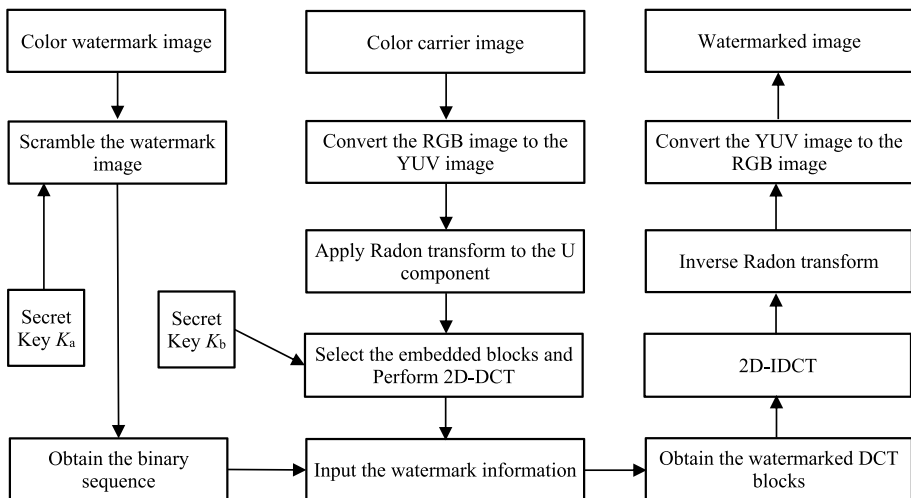 Color watermark image
Color carrier image
Watermarked image
Scramble the watermark
image
Convert the RGB image to the
YUV image
Convert the YUV image to the
RGB image
Apply Radon transform to the U
component
Inverse Radon transform
Secret
Key Ka
Secret
Key Kb
Select the embedded blocks and
Perform 2D-DCT
2D-IDCT
Obtain the binary
sequence
Input the watermark information
Obtain the watermarked DCT
blocks